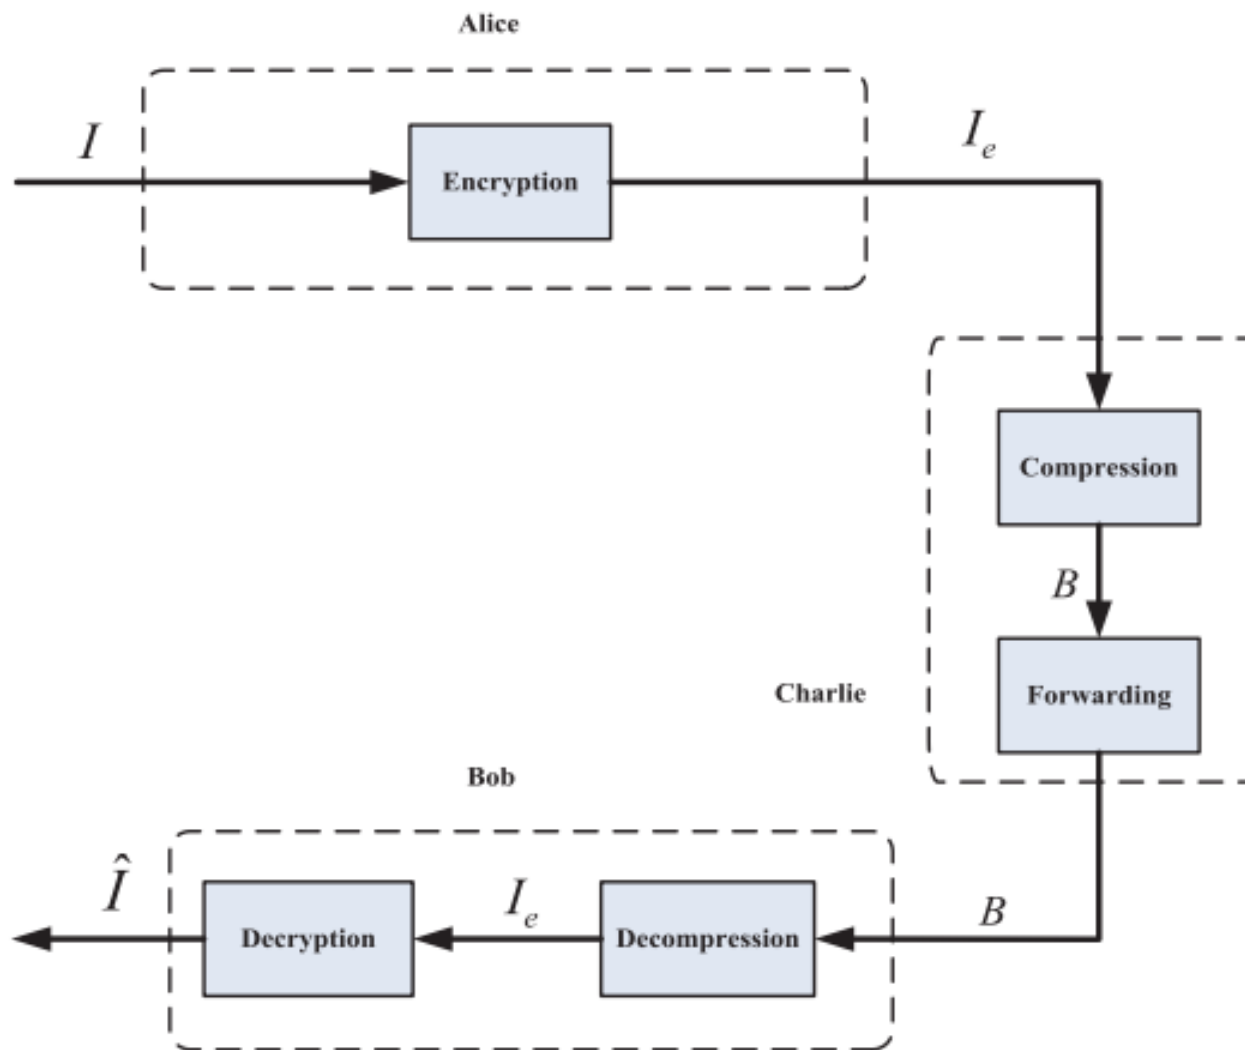 Alice
I
Encryption
I_e
Compression
B
Forwarding
Charlie
Bob
Î
Decryption
I_e
Decompression
B